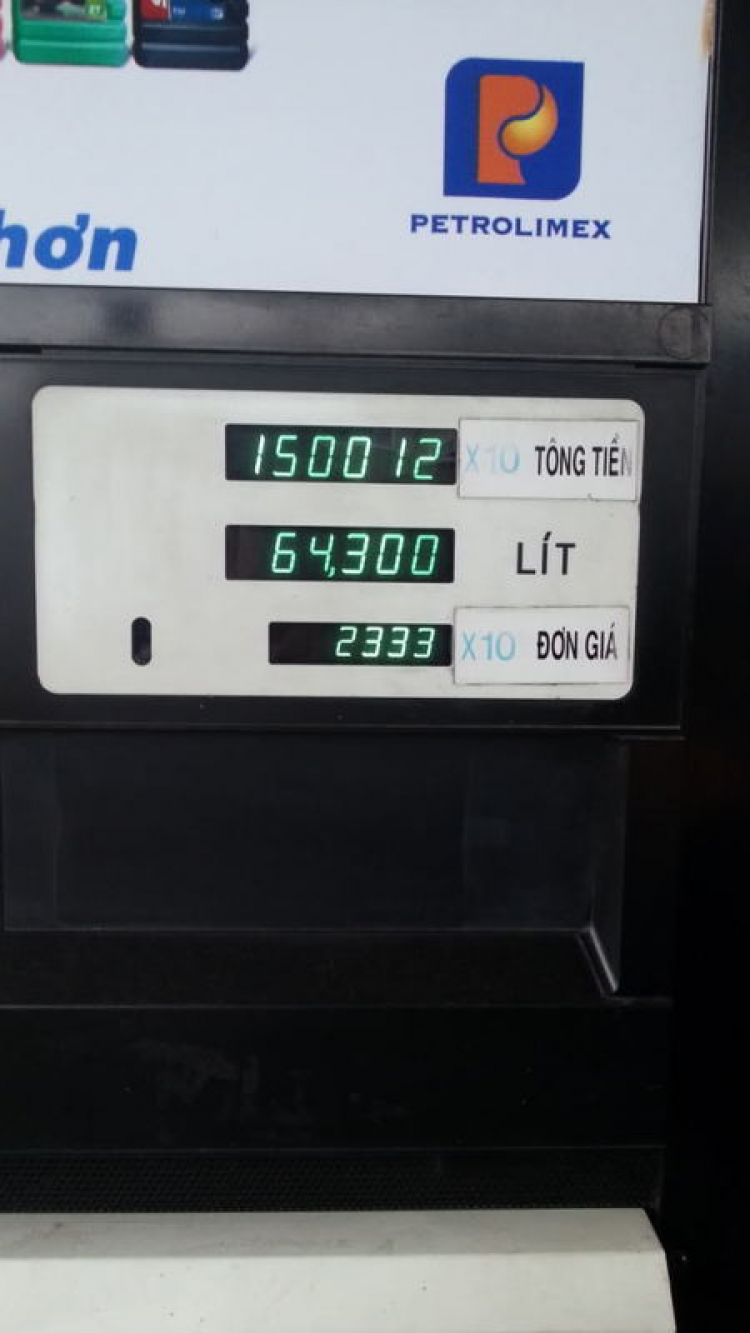 hơn
PETROLIMEX
150012 X10 TỔNG TIỀN
64,300 LÍT
2333 X10 ĐƠN GIÁ